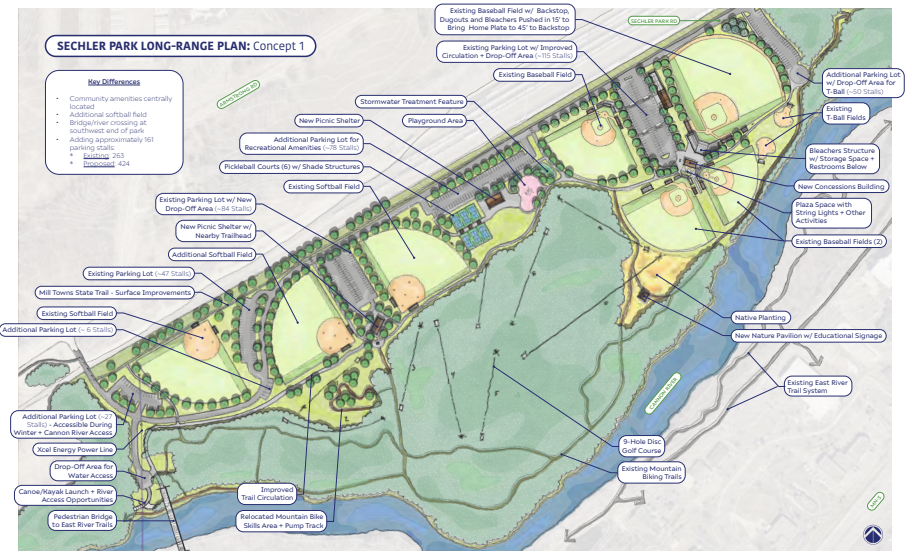 SECHLER PARK LONG-RANGE PLAN: Concept 1
Key Differences
• Community amenities centrally
located
• Additional softball field
• Bridge/river crossing at
southwest end of park
• Adding approximately 161
parking stalls
* Existing: 263
* Proposed: 424
ARMSTRONG RD
SECHLER PARK RD
Existing Baseball Field w/ Backstop,
Dugouts and Bleachers Pushed in 15' to
Bring Home Plate to 45' to Backstop
Existing Parking Lot w/ Improved
Circulation + Drop-Off Area (~115 Stalls)
Existing Baseball Field
Stormwater Treatment Feature
New Picnic Shelter
Playground Area
Additional Parking Lot for
Recreational Amenities (~78 Stalls)
Pickleball Courts (6) w/ Shade Structures
Existing Softball Field
Existing Parking Lot w/ New
Drop-Off Area (~84 Stalls)
New Picnic Shelter w/
Nearby Trailhead
Additional Softball Field
Existing Parking Lot (~47 Stalls)
Mill Towns State Trail - Surface Improvements
Existing Softball Field
Additional Parking Lot (~ 6 Stalls)
Additional Parking Lot (~27
Stalls) - Accessible During
Winter + Cannon River Access
Xcel Energy Power Line
Drop-Off Area for
Water Access
Canoe/Kayak Launch + River
Access Opportunities
Pedestrian Bridge
to East River Trails
Improved
Trail Circulation
Relocated Mountain Bike
Skills Area + Pump Track
Additional Parking Lot
w/ Drop-Off Area for
T-Ball (~50 Stalls)
Existing
T-Ball Fields
Bleachers Structure
w/ Storage Space +
Restrooms Below
New Concessions Building
Plaza Space with
String Lights + Other
Activities
Existing Baseball Fields (2)
Native Planting
New Nature Pavilion w/ Educational Signage
Existing East River
Trail System
CANNON RIVER
9-Hole Disc
Golf Course
Existing Mountain
Biking Trails